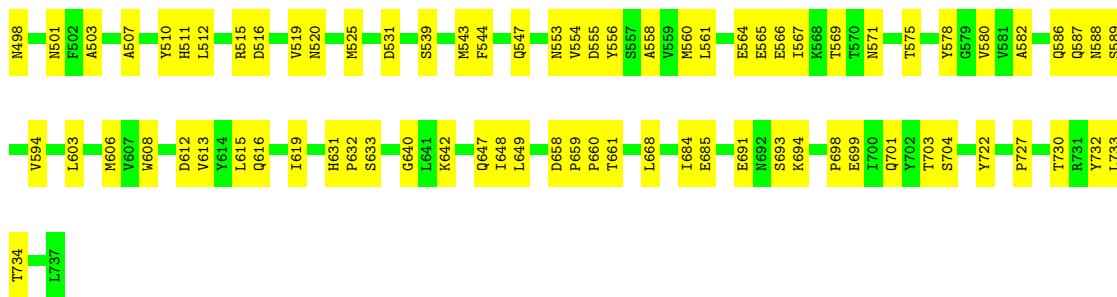 N498 N501 F502 A503 A507 Y510 H511 L512 R515 D516 V519 N520 M525 D531 S539 M543 F544 Q547 N553 V554 D555 Y556 S557 A558 V559 M560 L561 E564 E565 E566 I567 K568 T569 T570 N571 T575 Y578 G579 V580 V581 A582 Q586 Q587 N588 S589
V594 L603 M606 V607 W608 D612 V613 Y614 L615 Q616 I619 H631 P632 S633 G640 L641 K642 Q647 I648 L649 D658 P659 P660 T661 L668 I684 E685 E691 N692 S693 K694 P698 E699 I700 Q701 Y702 T703 S704 Y722 P727 T730 R731 Y732 L733
T734 L737